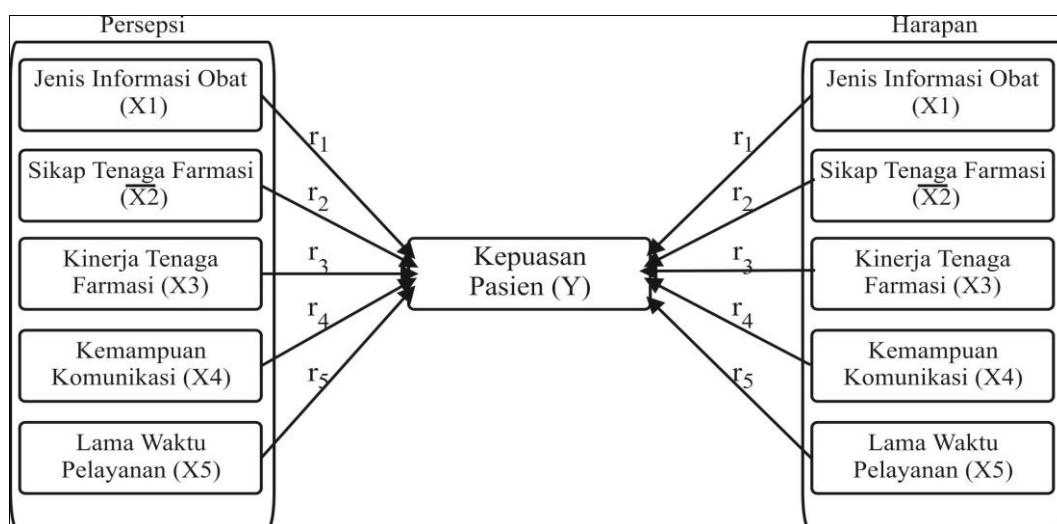 Persepsi
Jenis Informasi Obat
(X1)
Sikap Tenaga Farmasi
(X2)
Kinerja Tenaga
Farmasi (X3)
Kemampuan
Komunikasi (X4)
Lama Waktu
Pelayanan (X5)
r1
r2
r3
r4
r5
Kepuasan
Pasien (Y)
r1
r2
r3
r4
r5
Harapan
Jenis Informasi Obat
(X1)
Sikap Tenaga Farmasi
(X2)
Kinerja Tenaga
Farmasi (X3)
Kemampuan
Komunikasi (X4)
Lama Waktu
Pelayanan (X5)